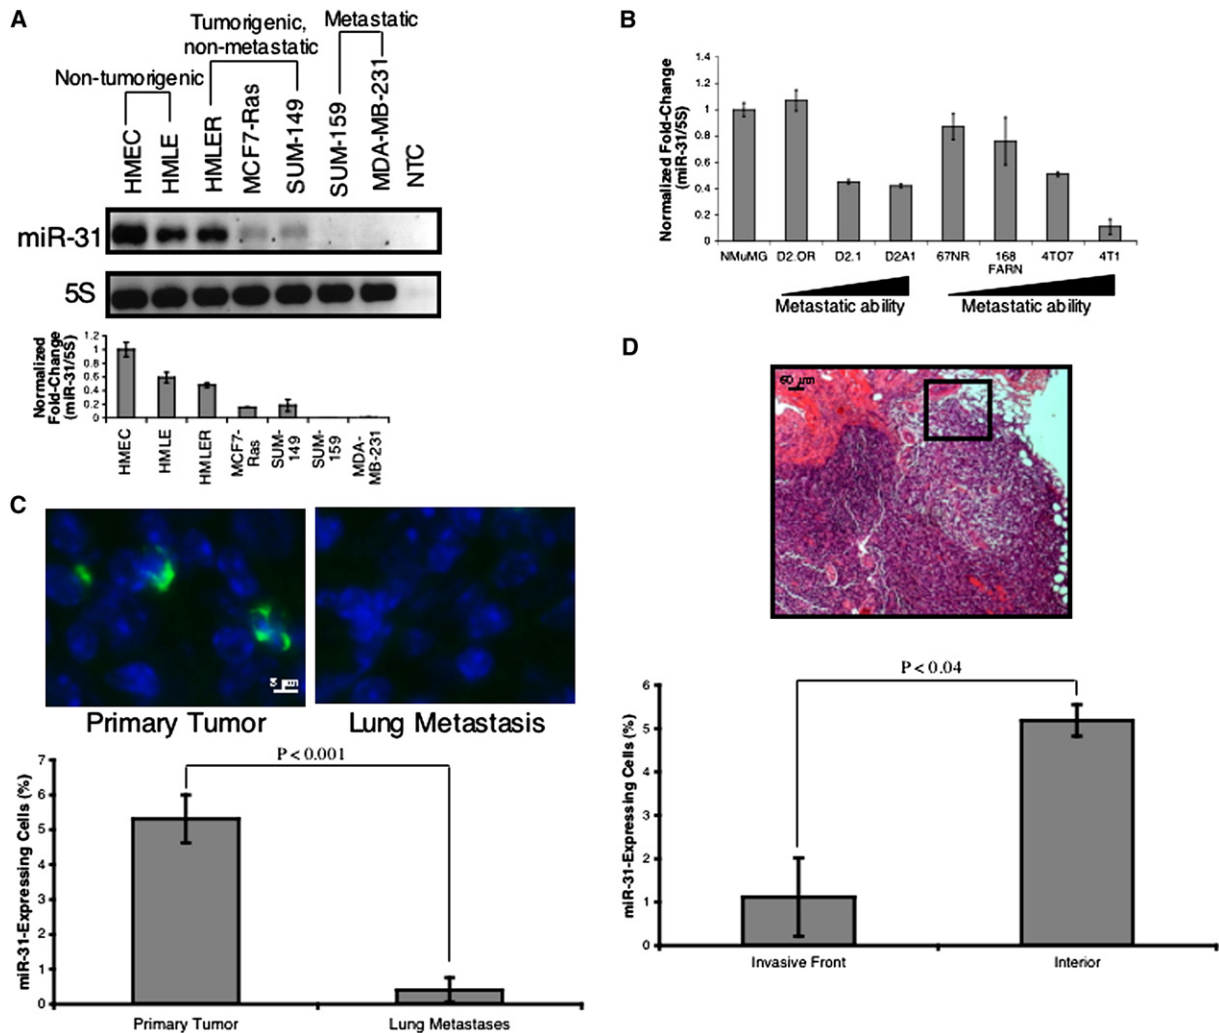 A
Non-tumorigenic
Tumorigenic,
non-metastatic
Metastatic
HMEC
HMLE
HMLER
MCF7-Ras
SUM-149
SUM-159
MDA-MB-231
NTC
miR-31
5S
Normalized
Fold-Change
(miR-31/5S)
1.2
1
0.8
0.6
0.4
0.2
0
HMEC
HMLE
HMLER
MCF7-
Ras
SUM-
149
SUM-
159
MDA-
MB-231
B
Normalized Fold-Change
(miR-31/5S)
1.4
1.2
1
0.8
0.6
0.4
0.2
0
NMuMG
D2.OR
D2.1
D2A1
67NR
168
FARN
4TO7
4T1
Metastatic ability
Metastatic ability
C
Primary Tumor
Lung Metastasis
P < 0.001
miR-31-Expressing Cells (%)
7
6
5
4
3
2
1
0
Primary Tumor
Lung Metastases
D
60 µm
P < 0.04
miR-31-Expressing Cells (%)
6
5
4
3
2
1
0
Invasive Front
Interior